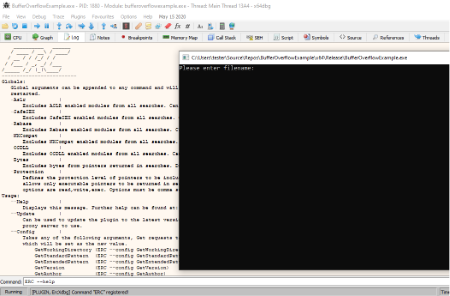 BufferOverflowExample.exe - PID: 1880 - Module: bufferoverflowexample.exe - Thread: Main Thread 1344 - x64dbg
File View Debug Tracing Plugins Favourites Options Help May 13 2020
CPU Log Notes Breakpoints Memory Map Call Stack SEH Script Symbols Source References Threads
Globals:
Global arguments can be appended to any command and will
restarted.
-Aslr |
Excludes ASLR enabled modules from all searches. Can
-SafeSEH |
Excludes SafeSEH enabled modules from all searches.
-Rebase |
Excludes Rebase enabled modules from all searches. C
-NXCompat |
Excludes NXCompat enabled modules from all searches.
-OSDLL |
Excludes OSDLL enabled modules from all searches. Ca
-Bytes |
Excludes bytes from pointers returned in searches. D
-Protection |
Defines the protection level of pointers to be inclu
allow only executable pointers to be returned in se
options are read,write,exec. Options must be comma s
Usage:
--Help |
Displays this message. Further help can be found at:
--Update |
Can be used to update the plugin to the latest versi
proxy server to use.
--Config |
Takes any of the following arguments, Get requests t
which will be set as the new value.
GetWorkingDirectory (ERC --config GetWorkingDirec
GetStandardPattern (ERC --config GetStandardPatt
GetExtendedPattern (ERC --config GetExtendedPatt
GetVersion (ERC --config GetVersion)
GetAuthor (ERC --config GetAuthor)
C:\Users\tester\Source\Repos\BufferOverflowExample\x64\Release\BufferOverflowExample.exe
Please enter filename:
Command: ERC --help
Running [PLUGIN, ErcXdbg] Command "ERC" registered!